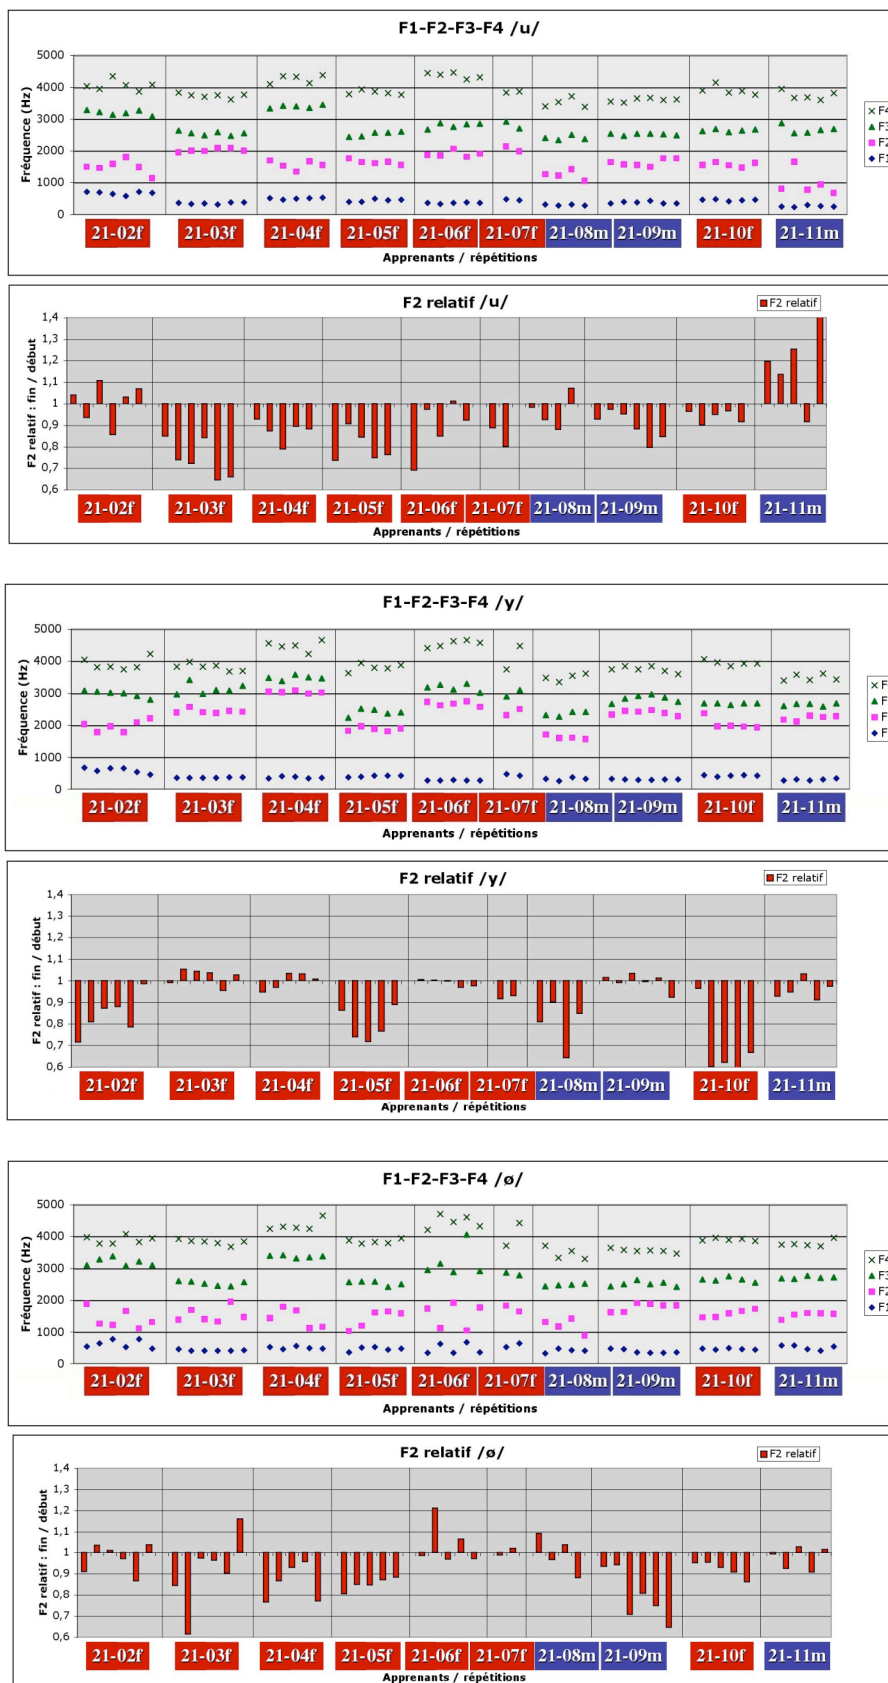 F1-F2-F3-F4 /u/
Fréquence (Hz)
5000
4000
3000
2000
1000
0
× F4
▲ F3
■ F2
◆ F1
21-02f 21-03f 21-04f 21-05f 21-06f 21-07f 21-08m 21-09m 21-10f 21-11m
Apprenants / répétitions
F2 relatif /u/
F2 relatif
F2 relatif : fin / début
1,4
1,3
1,2
1,1
1
0,9
0,8
0,7
0,6
21-02f 21-03f 21-04f 21-05f 21-06f 21-07f 21-08m 21-09m 21-10f 21-11m
Apprenants / répétitions
F1-F2-F3-F4 /y/
Fréquence (Hz)
5000
4000
3000
2000
1000
0
× F
▲ F
■ F
◆ F
21-02f 21-03f 21-04f 21-05f 21-06f 21-07f 21-08m 21-09m 21-10f 21-11m
Apprenants / répétitions
F2 relatif /y/
F2 relatif
F2 relatif : fin / début
1,4
1,3
1,2
1,1
1
0,9
0,8
0,7
0,6
21-02f 21-03f 21-04f 21-05f 21-06f 21-07f 21-08m 21-09m 21-10f 21-11m
Apprenants / répétitions
F1-F2-F3-F4 /ø/
Fréquence (Hz)
5000
4000
3000
2000
1000
0
× F4
▲ F3
■ F2
◆ F1
21-02f 21-03f 21-04f 21-05f 21-06f 21-07f 21-08m 21-09m 21-10f 21-11m
Apprenants / répétitions
F2 relatif /ø/
F2 relatif
F2 relatif : fin / début
1,4
1,3
1,2
1,1
1
0,9
0,8
0,7
0,6
21-02f 21-03f 21-04f 21-05f 21-06f 21-07f 21-08m 21-09m 21-10f 21-11m
Apprenants / répétitions